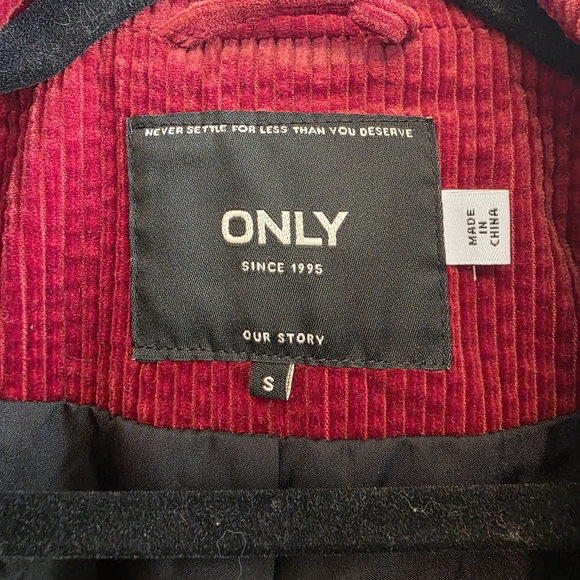 NEVER SETTLE FOR LESS THAN YOU DESERVE
ONLY
SINCE 1995
OUR STORY
S
MADE
IN
CHINA